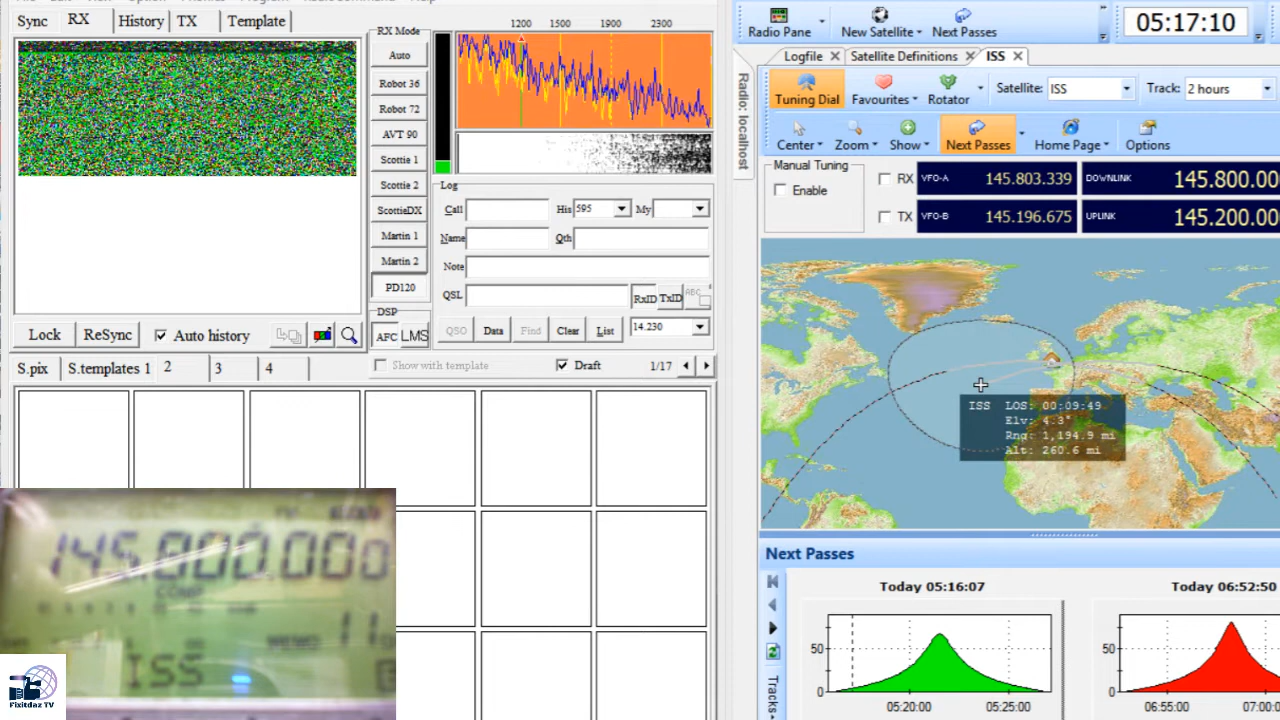 Sync RX History TX Template
RX Mode
Auto
Robot 36
Robot 72
AVT 90
Scottie 1
Scottie 2
ScottieDX
Martin 1
Martin 2
PD120
DSP
AFC LMS
1200 1500 1900 2300
Log
Call His 595 My
Name Qth
Note
QSL RxID TxID ABC
QSO Data Find Clear List 14.230
Lock ReSync Auto history
S.pix S.templates 1 2 3 4
Show with template Draft 1/17
145.800.000
COMP
MEMO 11
ISS
Fixitdaz TV
Radio Pane New Satellite Next Passes
05:17:10
Radio: localhost
Logfile Satellite Definitions ISS
Tuning Dial Favourites Rotator Satellite: ISS Track: 2 hours
Center Zoom Show Next Passes Home Page Options
Manual Tuning
Enable
RX VFO-A 145.803.339 DOWNLINK 145.800.00
TX VFO-B 145.196.675 UPLINK 145.200.00
ISS LOS: 00:09:49
Elv: 4.3°
Rng: 1,194.9 mi
Alt: 260.6 mi
Next Passes
Today 05:16:07 Today 06:52:50
50 50
0 0
05:20:00 05:25:00 06:55:00 07:00:0
Tracks